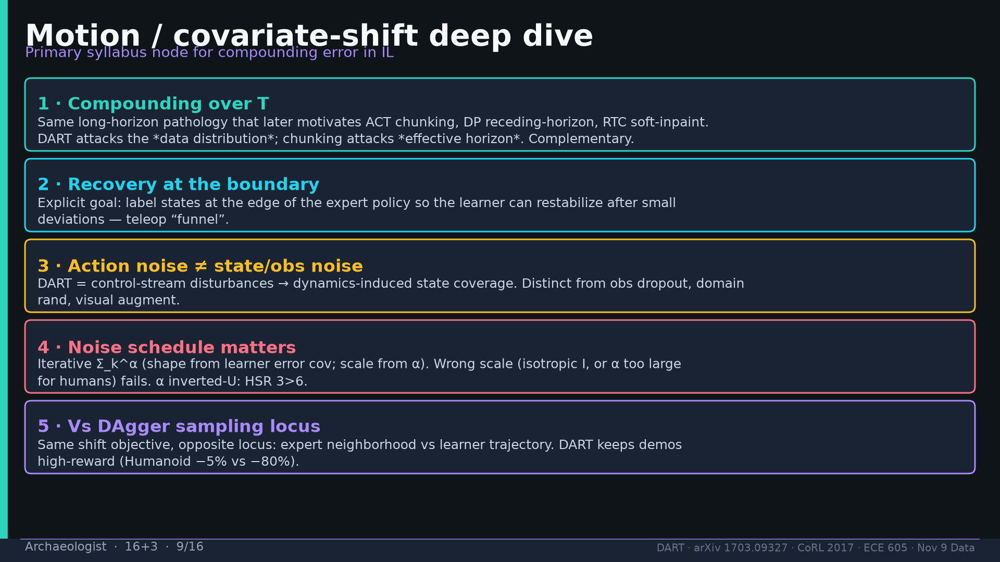 Motion / covariate-shift deep dive
Primary syllabus node for compounding error in IL
1 · Compounding over T
Same long-horizon pathology that later motivates ACT chunking, DP receding-horizon, RTC soft-inpaint.
DART attacks the *data distribution*; chunking attacks *effective horizon*. Complementary.
2 · Recovery at the boundary
Explicit goal: label states at the edge of the expert policy so the learner can restabilize after small
deviations — teleop “funnel”.
3 · Action noise ≠ state/obs noise
DART = control-stream disturbances → dynamics-induced state coverage. Distinct from obs dropout, domain
rand, visual augment.
4 · Noise schedule matters
Iterative Σ_k^α (shape from learner error cov; scale from α). Wrong scale (isotropic I, or α too large
for humans) fails. α inverted-U: HSR 3>6.
5 · Vs DAgger sampling locus
Same shift objective, opposite locus: expert neighborhood vs learner trajectory. DART keeps demos
high-reward (Humanoid −5% vs −80%).
Archaeologist · 16+3 · 9/16
DART · arXiv 1703.09327 · CoRL 2017 · ECE 605 · Nov 9 Data